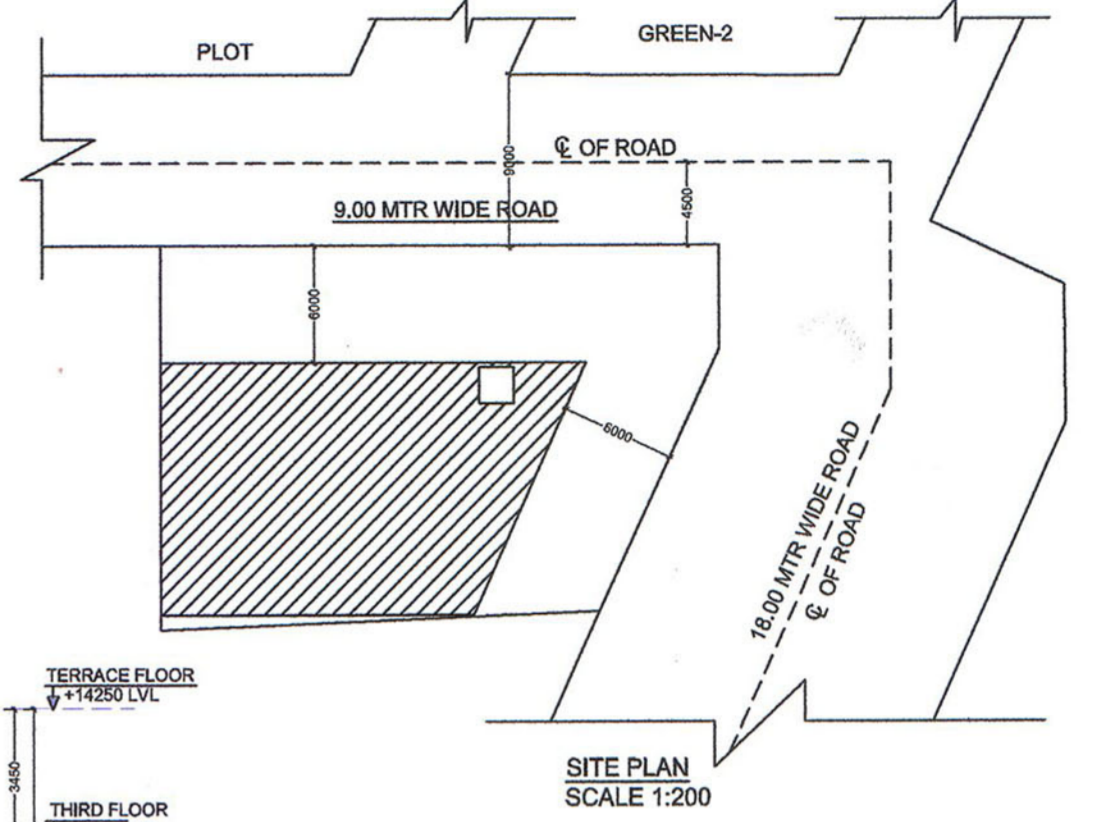 PLOT
GREEN-2
9000
℄ OF ROAD
9.00 MTR WIDE ROAD
4500
6000
6000
18.00 MTR WIDE ROAD
℄ OF ROAD
TERRACE FLOOR
+14250 LVL
3450
THIRD FLOOR
SITE PLAN
SCALE 1:200